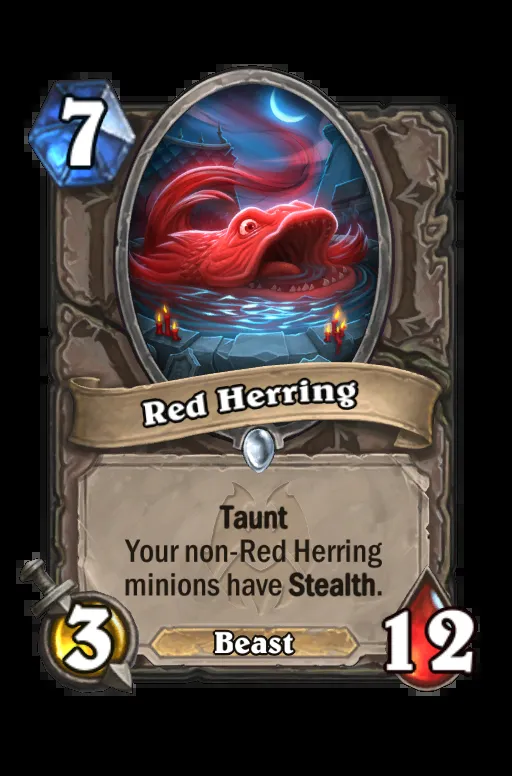 7
Red Herring
Taunt
Your non-Red Herring
minions have Stealth.
3
Beast
12